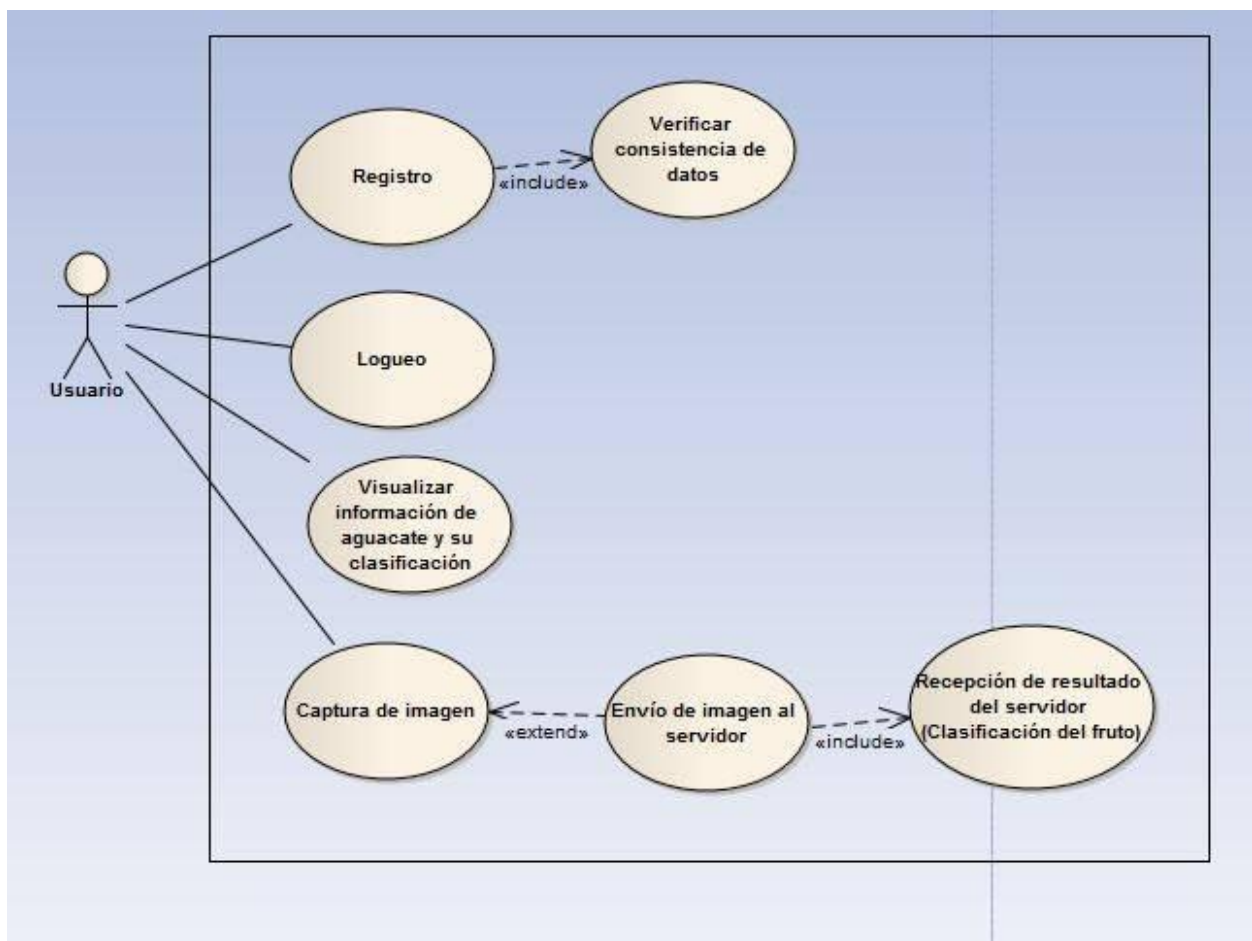 Verificar
consistencia de
datos
Registro
«include»
Logueo
Usuario
Visualizar
información de
aguacate y su
clasificación
Captura de imagen
«extend»
Envío de imagen al
servidor
«include»
Recepción de resultado
del servidor
(Clasificación del fruto)